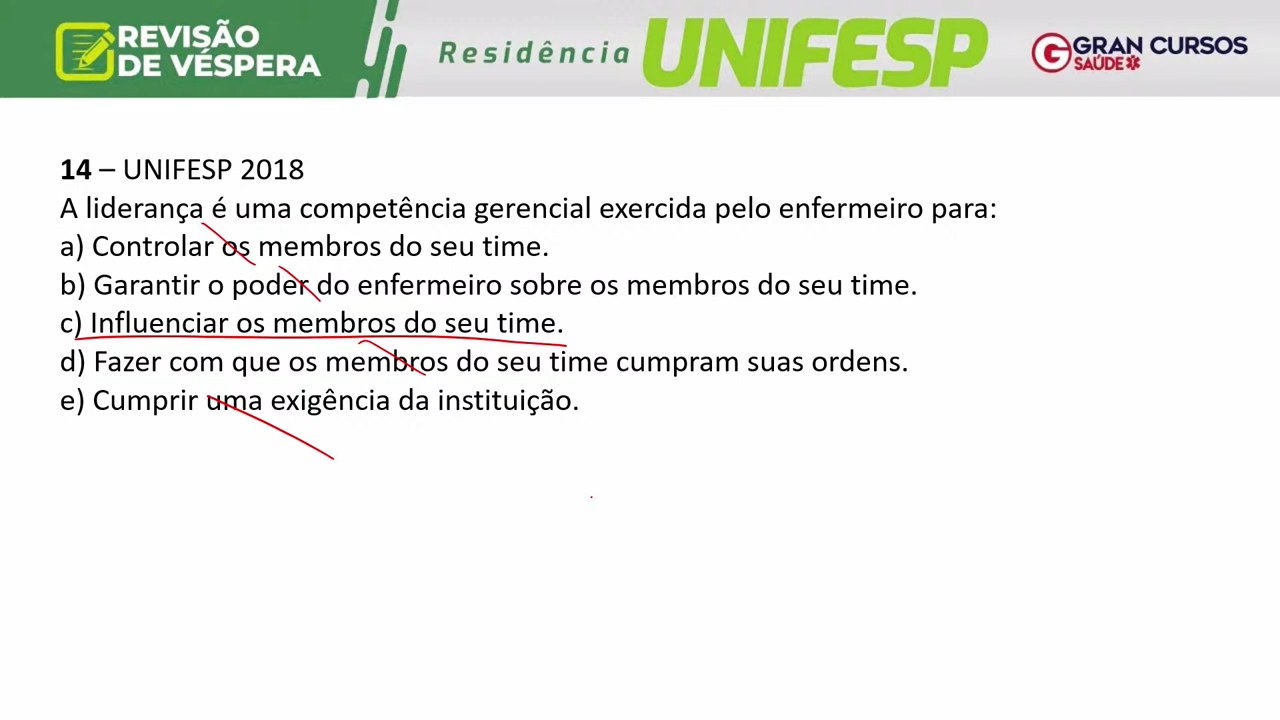 REVISÃO
DE VÉSPERA
Residência UNIFESP
GRAN CURSOS
SAÚDE
14 – UNIFESP 2018
A liderança é uma competência gerencial exercida pelo enfermeiro para:
a) Controlar os membros do seu time.
b) Garantir o poder do enfermeiro sobre os membros do seu time.
c) Influenciar os membros do seu time.
d) Fazer com que os membros do seu time cumpram suas ordens.
e) Cumprir uma exigência da instituição.